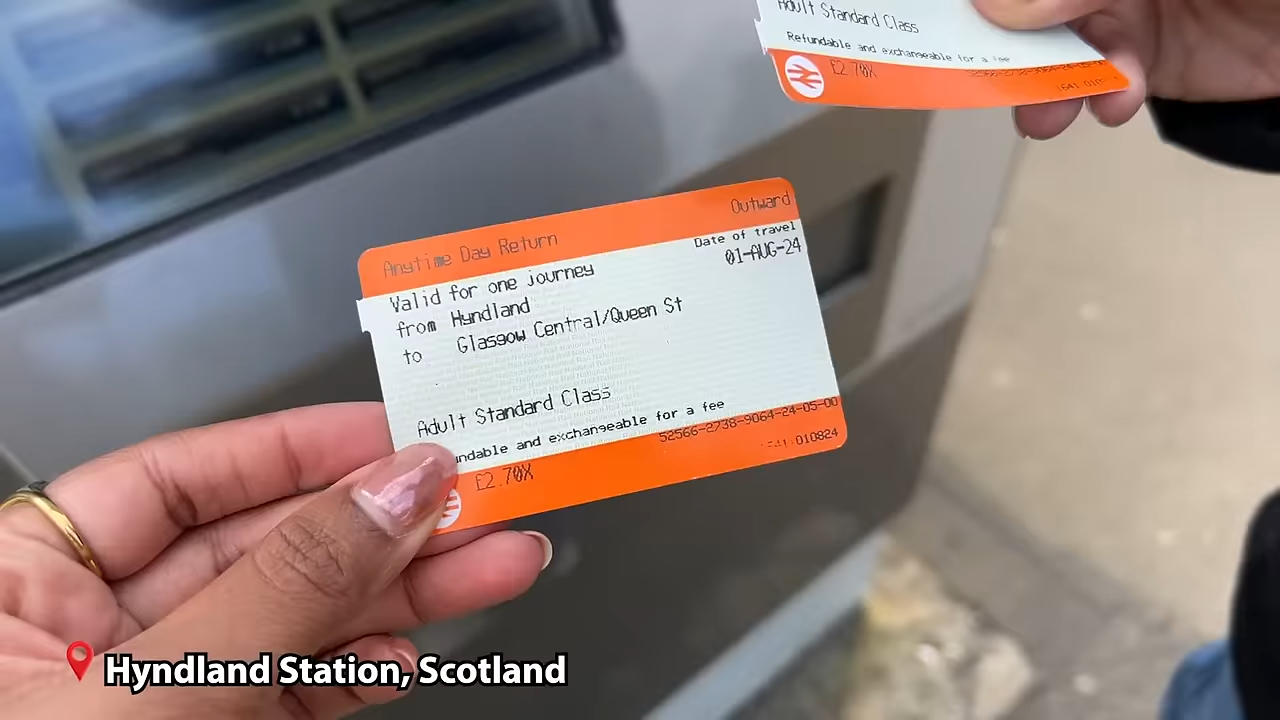 Adult Standard Class
Refundable and exchangeable for a fee
£2.70X
Outward
Anytime Day Return
Date of travel
01-AUG-24
Valid for one journey
from Hyndland
to Glasgow Central/Queen St
Adult Standard Class
undable and exchangeable for a fee
52566-2738-9064-24-05-00
010824
£2.70X
Hyndland Station, Scotland